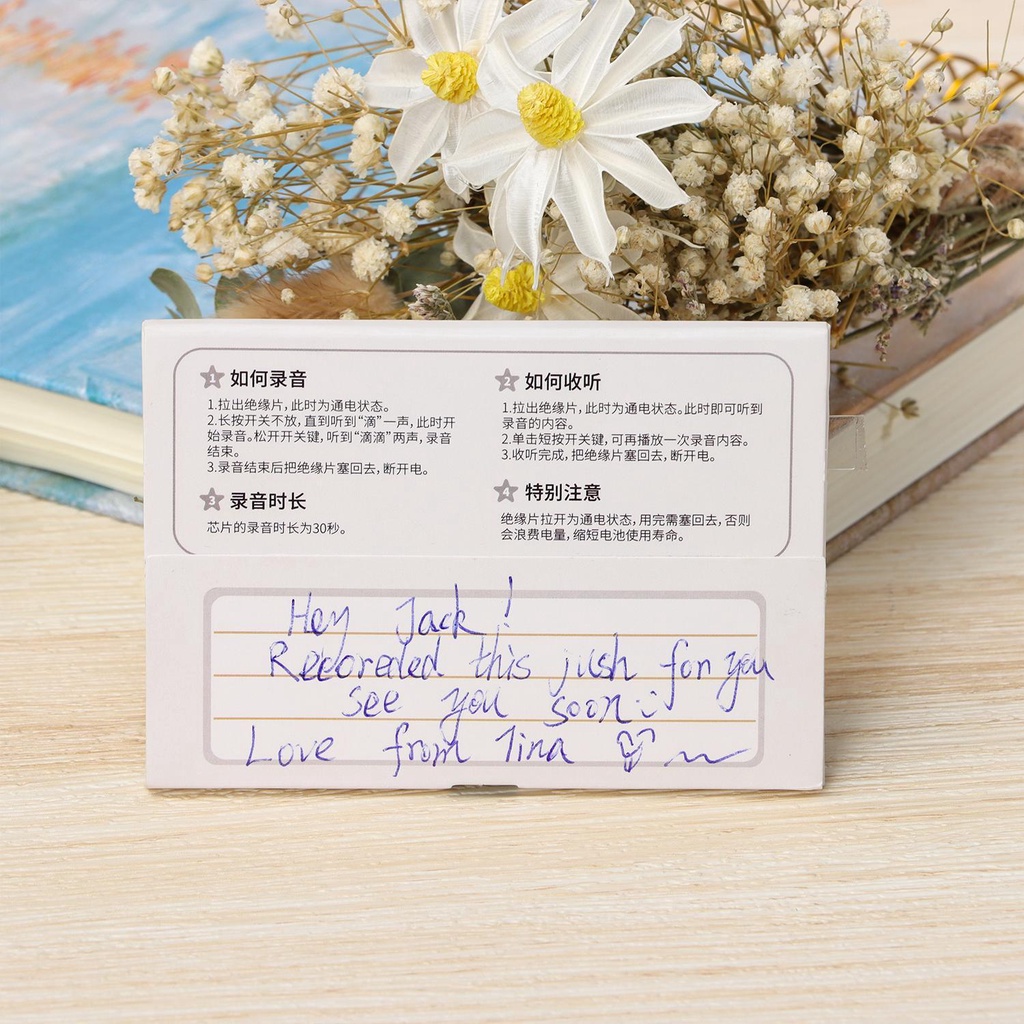 1 如何录音
1.拉出绝缘片，此时为通电状态。
2.长按开关不放，直到听到“滴”一声，此时开
始录音。松开开关键，听到“滴滴”两声，录音
结束。
3.录音结束后把绝缘片塞回去，断开电。
2 如何收听
1.拉出绝缘片，此时为通电状态。此时即可听到
录音的内容。
2.单击短按开关键，可再播放一次录音内容。
3.收听完成，把绝缘片塞回去，断开电。
3 录音时长
芯片的录音时长为30秒。
4 特别注意
绝缘片拉开为通电状态，用完需塞回去，否则
会浪费电量，缩短电池使用寿命。
Hey Jack!
Recoreded this jush for you
see you soon
Love from Tina